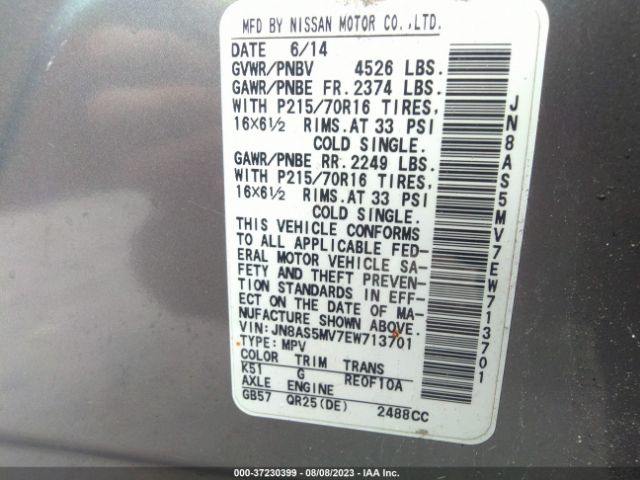 MFD BY NISSAN MOTOR CO.,LTD.
DATE 6/14
GVWR/PNBV 4526 LBS.
GAWR/PNBE FR. 2374 LBS.
WITH P215/70R16 TIRES,
16x6½ RIMS. AT 33 PSI
COLD SINGLE.
GAWR/PNBE RR. 2249 LBS.
WITH P215/70R16 TIRES,
16x6½ RIMS. AT 33 PSI
COLD SINGLE.
THIS VEHICLE CONFORMS
TO ALL APPLICABLE FED-
ERAL MOTOR VEHICLE SA-
FETY AND THEFT PREVEN-
TION STANDARDS IN EFF-
ECT ON THE DATE OF MA-
NUFACTURE SHOWN ABOVE.
VIN: JN8AS5MV7EW713701
TYPE: MPV
COLOR TRIM TRANS
K51 G RE0F10A
AXLE ENGINE
GB57 QR25(DE) 2488CC
JN8AS5MV7EW713701
000-37230399 - 08/08/2023 - IAA Inc.